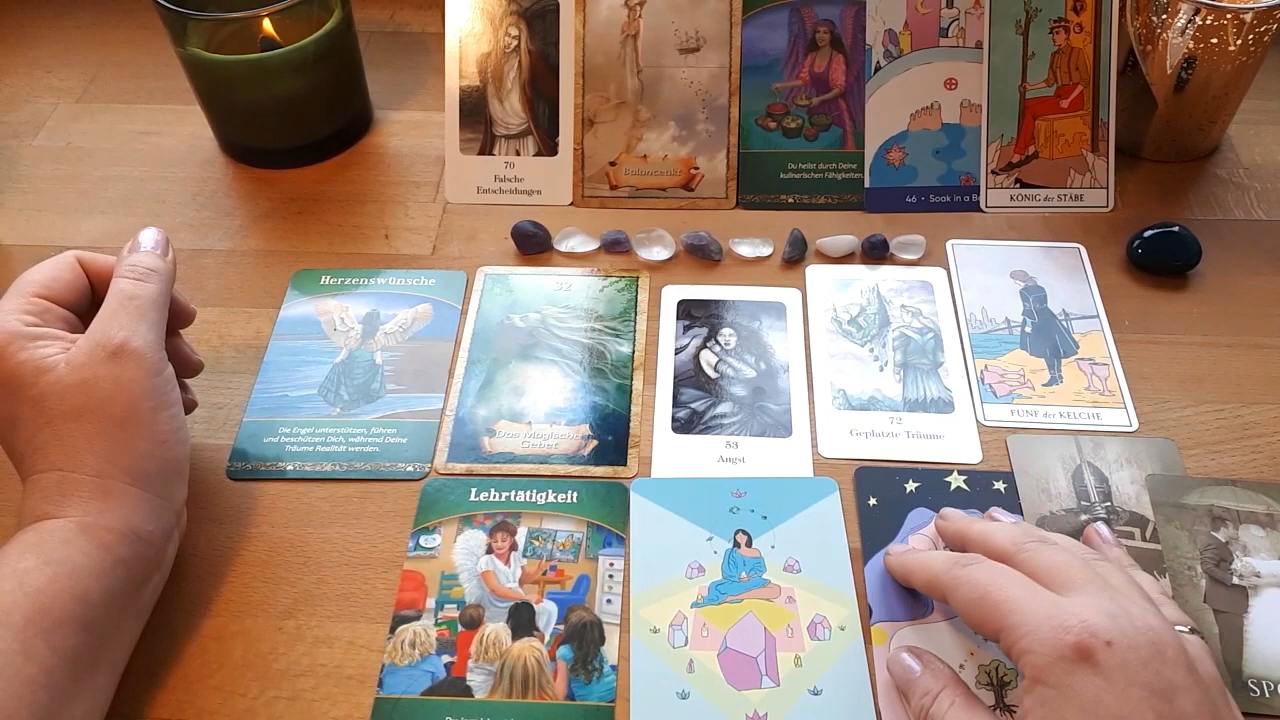 70
Falsche
Entscheidungen
Balanceakt
Du heilst durch Deine
kulinarischen Fähigkeiten.
46 • Soak in a B
KÖNIG der STÄBE
Herzenswünsche
Die Engel unterstützen, führen
und beschützen Dich, während Deine
Träume Realität werden.
32
Das Magische
Gebet
53
Angst
72
Geplatzte Träume
FÜNF der KELCHE
Lehrtätigkeit